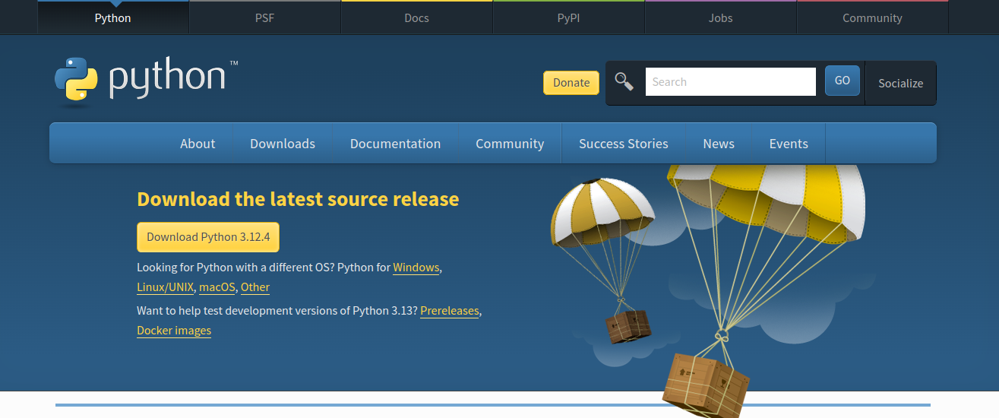 Python PSF Docs PyPI Jobs Community
python™
Donate Search GO Socialize
About Downloads Documentation Community Success Stories News Events
Download the latest source release
Download Python 3.12.4
Looking for Python with a different OS? Python for Windows,
Linux/UNIX, macOS, Other
Want to help test development versions of Python 3.13? Prereleases,
Docker images